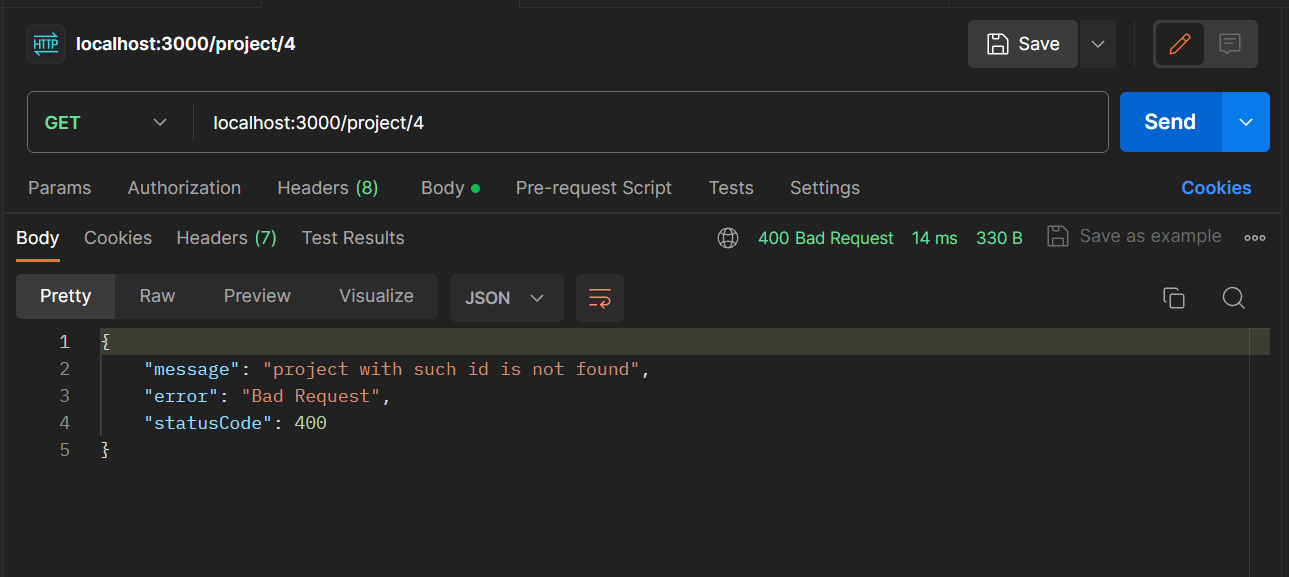 HTTP localhost:3000/project/4 Save
GET localhost:3000/project/4 Send
Params Authorization Headers (8) Body Pre-request Script Tests Settings Cookies
Body Cookies Headers (7) Test Results 400 Bad Request 14 ms 330 B Save as example
Pretty Raw Preview Visualize JSON
1 {
2 "message": "project with such id is not found",
3 "error": "Bad Request",
4 "statusCode": 400
5 }